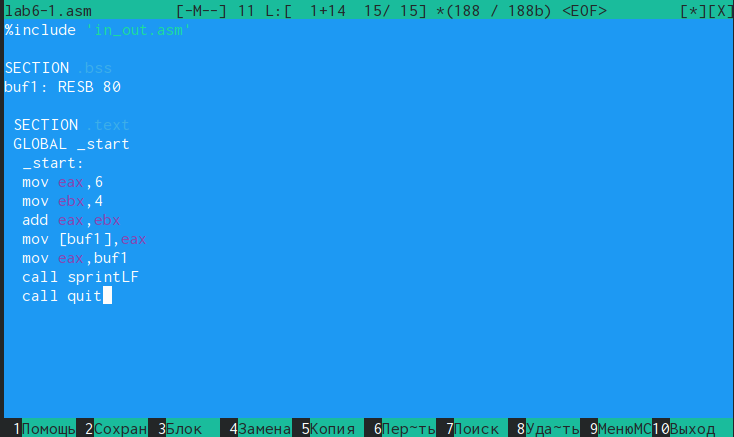 lab6-1.asm [-M--] 11 L:[ 1+14 15/ 15] *(188 / 188b) <EOF> [*][X]
%include 'in_out.asm'
SECTION .bss
buf1: RESB 80
SECTION .text
GLOBAL _start
_start:
mov eax,6
mov ebx,4
add eax,ebx
mov [buf1],eax
mov eax,buf1
call sprintLF
call quit
1Помощь 2Сохран 3Блок 4Замена 5Копия 6Пер~ть 7Поиск 8Уда~ть 9МенюМС 10Выход